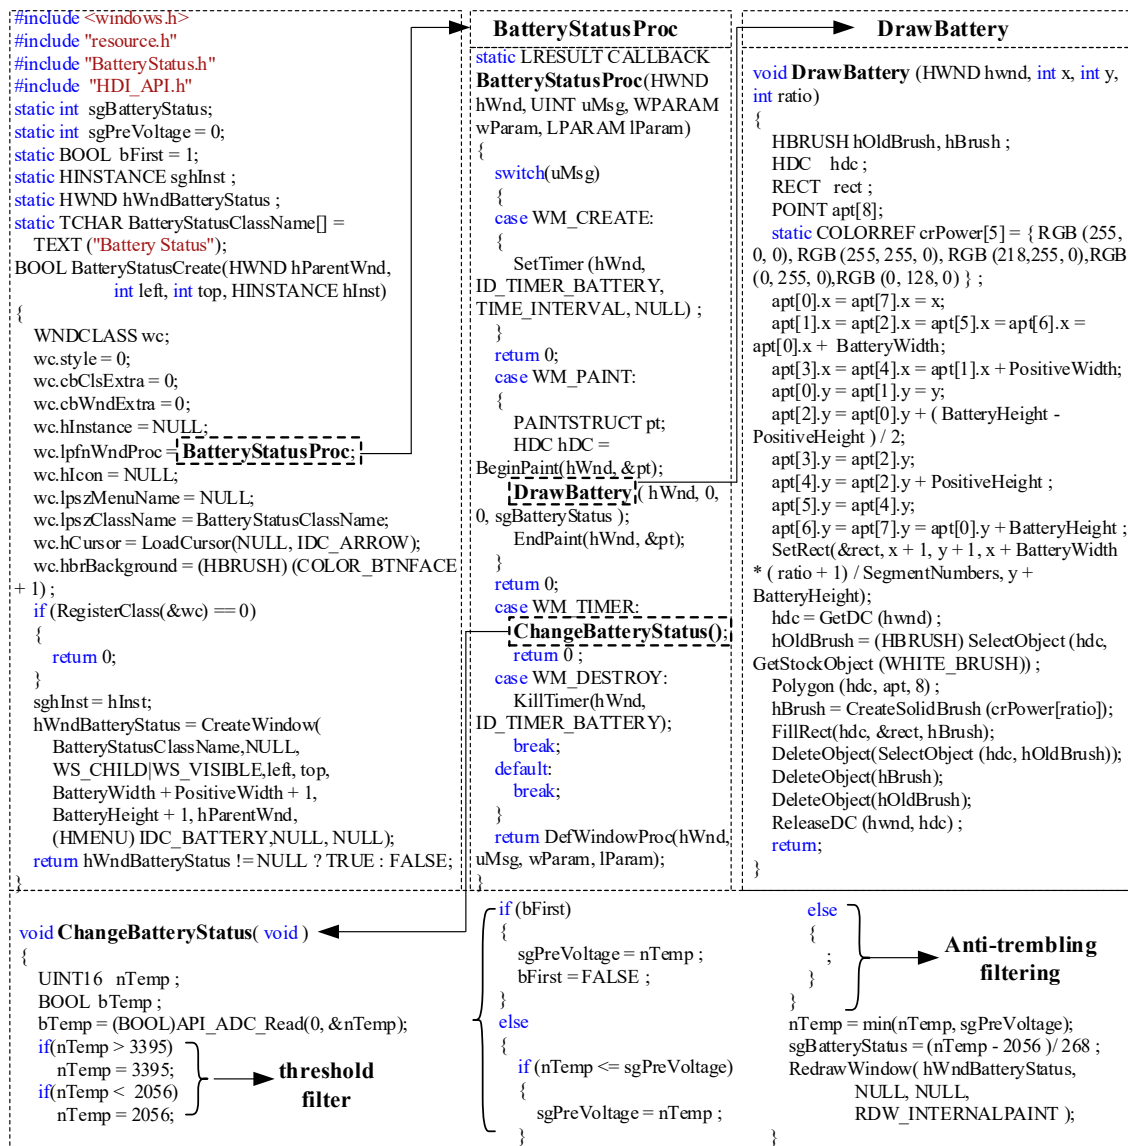 #include <windows.h>
#include "resource.h"
#include "BatteryStatus.h"
#include "HDI_API.h"
static int sgBatteryStatus;
static int sgPreVoltage = 0;
static BOOL bFirst = 1;
static HINSTANCE sghInst ;
static HWND hWndBatteryStatus ;
static TCHAR BatteryStatusClassName[] =
TEXT ("Battery Status");
BOOL BatteryStatusCreate(HWND hParentWnd,
int left, int top, HINSTANCE hInst)
{
WNDCLASS wc;
wc.style = 0;
wc.cbClsExtra = 0;
wc.cbWndExtra = 0;
wc.hInstance = NULL;
wc.lpfnWndProc = BatteryStatusProc;
wc.hIcon = NULL;
wc.lpszMenuName = NULL;
wc.lpszClassName = BatteryStatusClassName;
wc.hCursor = LoadCursor(NULL, IDC_ARROW);
wc.hbrBackground = (HBRUSH) (COLOR_BTNFACE
+ 1) ;
if (RegisterClass(&wc) == 0)
{
return 0;
}
sghInst = hInst;
hWndBatteryStatus = CreateWindow(
BatteryStatusClassName,NULL,
WS_CHILD|WS_VISIBLE,left, top,
BatteryWidth + PositiveWidth + 1,
BatteryHeight + 1, hParentWnd,
(HMENU) IDC_BATTERY,NULL, NULL);
return hWndBatteryStatus != NULL ? TRUE : FALSE;
}
BatteryStatusProc
static LRESULT CALLBACK
BatteryStatusProc(HWND
hWnd, UINT uMsg, WPARAM
wParam, LPARAM lParam)
{
switch(uMsg)
{
case WM_CREATE:
{
SetTimer (hWnd,
ID_TIMER_BATTERY,
TIME_INTERVAL, NULL) ;
}
return 0;
case WM_PAINT:
{
PAINTSTRUCT pt;
HDC hDC =
BeginPaint(hWnd, &pt);
DrawBattery ( hWnd, 0,
0, sgBatteryStatus );
EndPaint(hWnd, &pt);
}
return 0;
case WM_TIMER:
ChangeBatteryStatus();
return 0 ;
case WM_DESTROY:
KillTimer(hWnd,
ID_TIMER_BATTERY);
break;
default:
break;
}
return DefWindowProc(hWnd,
uMsg, wParam, lParam);
}
DrawBattery
void DrawBattery (HWND hwnd, int x, int y,
int ratio)
{
HBRUSH hOldBrush, hBrush ;
HDC hdc ;
RECT rect ;
POINT apt[8];
static COLORREF crPower[5] = { RGB (255,
0, 0), RGB (255, 255, 0), RGB (218,255, 0),RGB
(0, 255, 0),RGB (0, 128, 0) } ;
apt[0].x = apt[7].x = x;
apt[1].x = apt[2].x = apt[5].x = apt[6].x =
apt[0].x + BatteryWidth;
apt[3].x = apt[4].x = apt[1].x + PositiveWidth;
apt[0].y = apt[1].y = y;
apt[2].y = apt[0].y + ( BatteryHeight -
PositiveHeight ) / 2;
apt[3].y = apt[2].y;
apt[4].y = apt[2].y + PositiveHeight ;
apt[5].y = apt[4].y;
apt[6].y = apt[7].y = apt[0].y + BatteryHeight ;
SetRect(&rect, x + 1, y + 1, x + BatteryWidth
* ( ratio + 1) / SegmentNumbers, y +
BatteryHeight);
hdc = GetDC (hwnd) ;
hOldBrush = (HBRUSH) SelectObject (hdc,
GetStockObject (WHITE_BRUSH)) ;
Polygon (hdc, apt, 8) ;
hBrush = CreateSolidBrush (crPower[ratio]);
FillRect(hdc, &rect, hBrush);
DeleteObject(SelectObject (hdc, hOldBrush));
DeleteObject(hBrush);
DeleteObject(hOldBrush);
ReleaseDC (hwnd, hdc) ;
return;
}
void ChangeBatteryStatus( void )
{
UINT16 nTemp ;
BOOL bTemp ;
bTemp = (BOOL)API_ADC_Read(0, &nTemp);
if(nTemp > 3395)
nTemp = 3395;
if(nTemp < 2056)
nTemp = 2056;
threshold
filter
if (bFirst)
{
sgPreVoltage = nTemp ;
bFirst = FALSE ;
}
else
{
if (nTemp <= sgPreVoltage)
{
sgPreVoltage = nTemp ;
}
else
{
;
}
}
Anti-trembling
filtering
nTemp = min(nTemp, sgPreVoltage);
sgBatteryStatus = (nTemp - 2056 )/ 268 ;
RedrawWindow( hWndBatteryStatus,
NULL, NULL,
RDW_INTERNALPAINT );
}